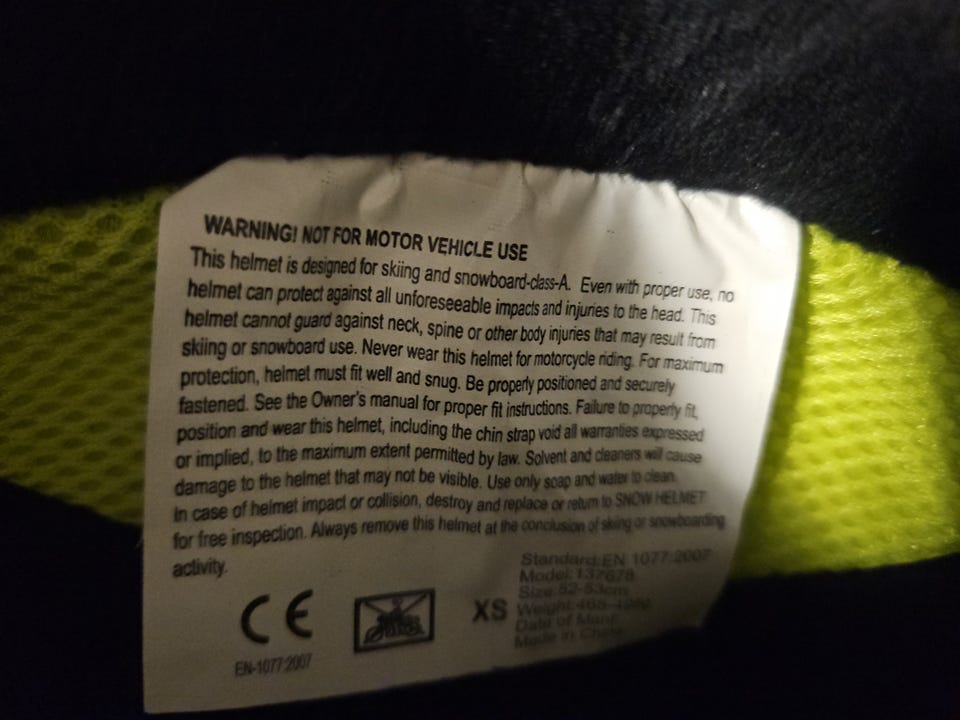 WARNING! NOT FOR MOTOR VEHICLE USE
This helmet is designed for skiing and snowboard-class-A. Even with proper use, no
helmet can protect against all unforeseeable impacts and injuries to the head. This
helmet cannot guard against neck, spine or other body injuries that may result from
skiing or snowboard use. Never wear this helmet for motorcycle riding. For maximum
protection, helmet must fit well and snug. Be properly positioned and securely
fastened. See the Owner's manual for proper fit instructions. Failure to properly fit,
position and wear this helmet, including the chin strap void all warranties expressed
or implied, to the maximum extent permitted by law. Solvent and cleaners will cause
damage to the helmet that may not be visible. Use only soap and water to clean.
In case of helmet impact or collision, destroy and replace or return to SNOW HELMET
for free inspection. Always remove this helmet at the conclusion of skiing or snowboarding
activity.
CE
EN-1077:2007
XS
Standard:EN 1077:2007
Model:137678
Size:52-53cm
Weight:
Date of Manf:
Made in China